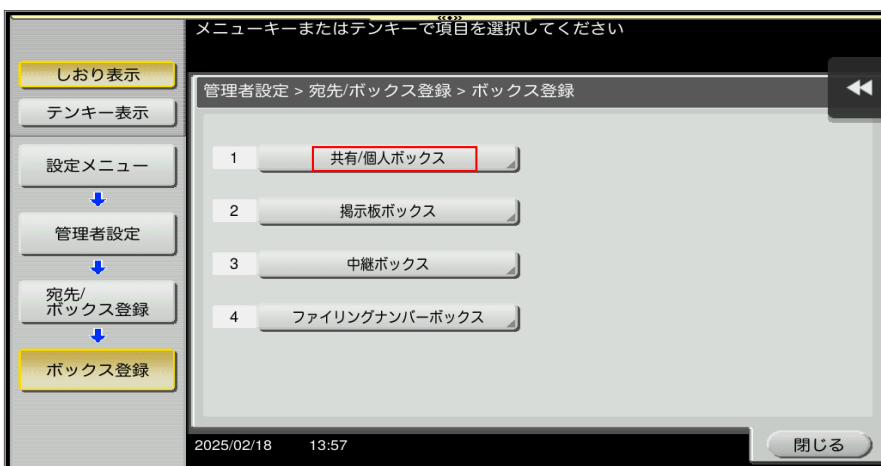 メニューキーまたはテンキーで項目を選択してください
しおり表示
テンキー表示
設定メニュー
管理者設定
宛先/
ボックス登録
ボックス登録
管理者設定 > 宛先/ボックス登録 > ボックス登録
1 共有/個人ボックス
2 掲示板ボックス
3 中継ボックス
4 ファイリングナンバーボックス
2025/02/18 13:57
閉じる